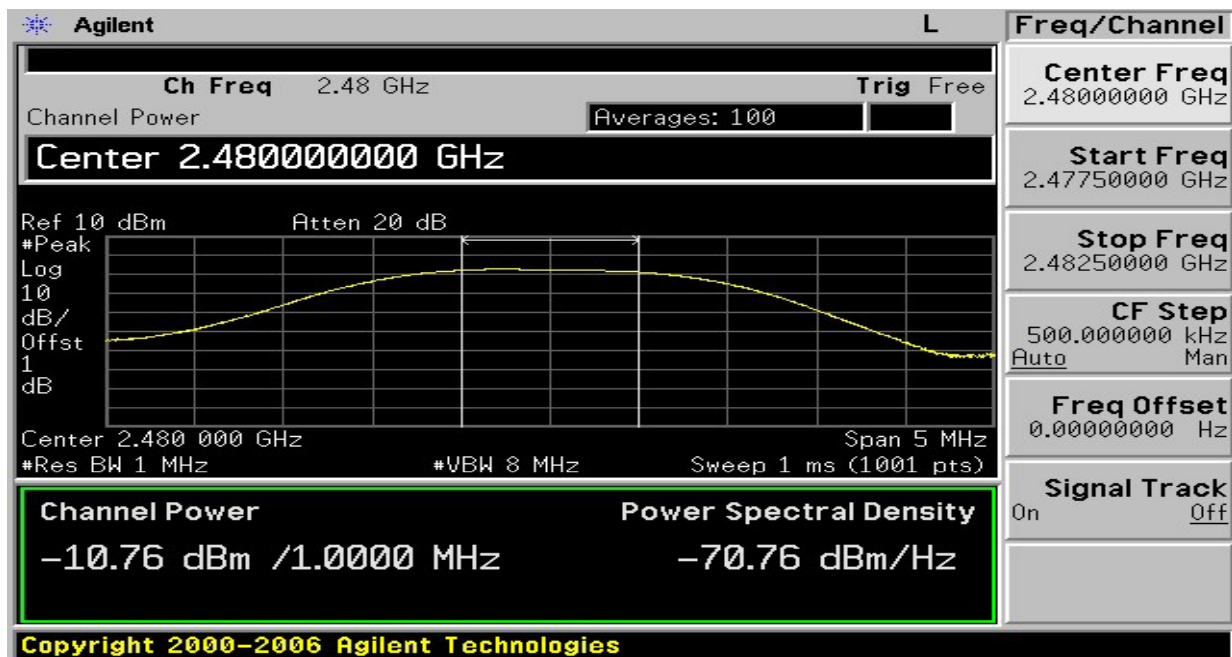 Agilent L Freq/Channel
Ch Freq 2.48 GHz Trig Free
Channel Power Averages: 100
Center 2.480000000 GHz
Ref 10 dBm Atten 20 dB
#Peak
Log
10
dB/
Offst
1
dB
Center 2.480 000 GHz Span 5 MHz
#Res BW 1 MHz #VBW 8 MHz Sweep 1 ms (1001 pts)
Channel Power Power Spectral Density
-10.76 dBm /1.0000 MHz -70.76 dBm/Hz
Center Freq
2.48000000 GHz
Start Freq
2.47750000 GHz
Stop Freq
2.48250000 GHz
CF Step
500.000000 kHz
Auto Man
Freq Offset
0.00000000 Hz
Signal Track
On Off
Copyright 2000-2006 Agilent Technologies